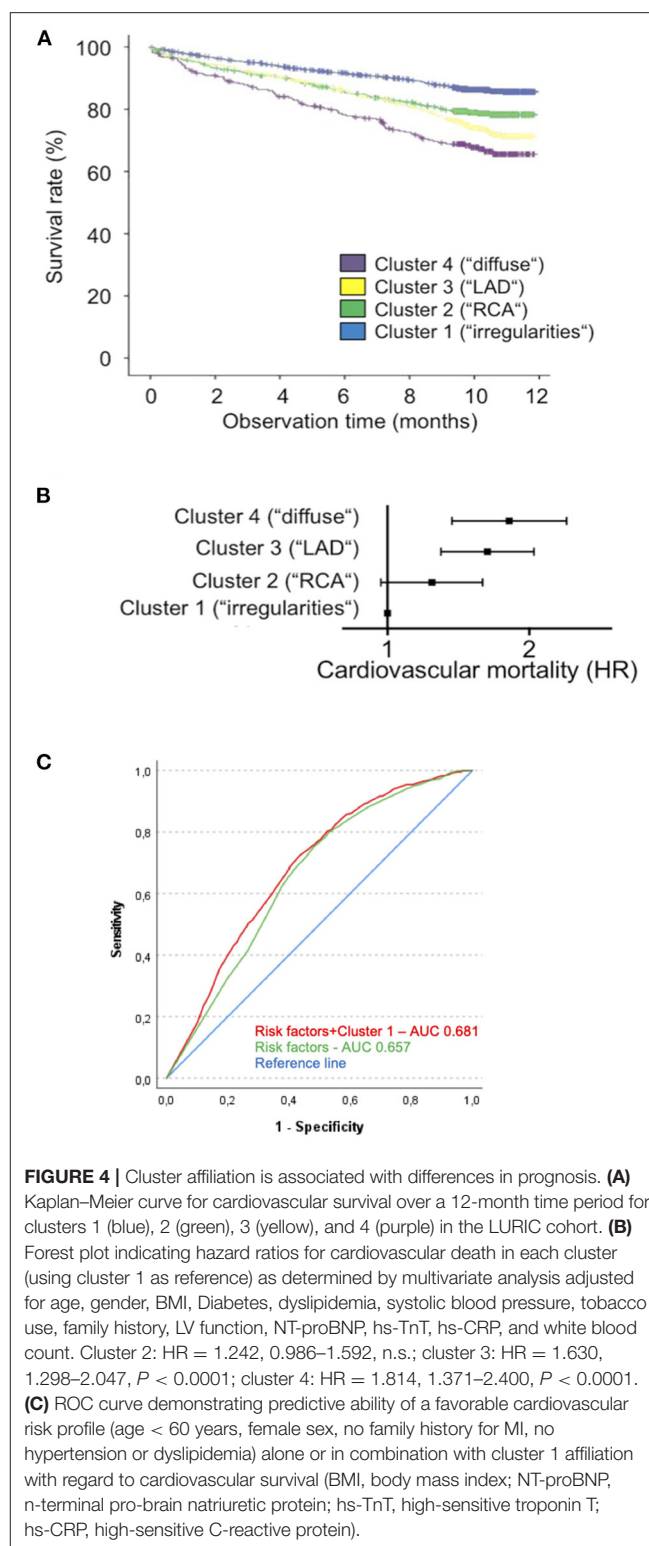 A
100
80
60
40
20
0
Survival rate (%)
Cluster 4 (“diffuse“)
Cluster 3 (“LAD“)
Cluster 2 (“RCA“)
Cluster 1 (“irregularities“)
0 2 4 6 8 10 12
Observation time (months)
B
Cluster 4 (“diffuse“)
Cluster 3 (“LAD“)
Cluster 2 (“RCA“)
Cluster 1 (“irregularities“)
1 2
Cardiovascular mortality (HR)
C
1,0
0,8
0,6
0,4
0,2
0,0
Sensitivity
Risk factors+Cluster 1 – AUC 0.681
Risk factors - AUC 0.657
Reference line
0,0 0,2 0,4 0,6 0,8 1,0
1 - Specificity
FIGURE 4 | Cluster affiliation is associated with differences in prognosis. (A)
Kaplan–Meier curve for cardiovascular survival over a 12-month time period for
clusters 1 (blue), 2 (green), 3 (yellow), and 4 (purple) in the LURIC cohort. (B)
Forest plot indicating hazard ratios for cardiovascular death in each cluster
(using cluster 1 as reference) as determined by multivariate analysis adjusted
for age, gender, BMI, Diabetes, dyslipidemia, systolic blood pressure, tobacco
use, family history, LV function, NT-proBNP, hs-TnT, hs-CRP, and white blood
count. Cluster 2: HR = 1.242, 0.986–1.592, n.s.; cluster 3: HR = 1.630,
1.298–2.047, P < 0.0001; cluster 4: HR = 1.814, 1.371–2.400, P < 0.0001.
(C) ROC curve demonstrating predictive ability of a favorable cardiovascular
risk profile (age < 60 years, female sex, no family history for MI, no
hypertension or dyslipidemia) alone or in combination with cluster 1 affiliation
with regard to cardiovascular survival (BMI, body mass index; NT-proBNP,
n-terminal pro-brain natriuretic protein; hs-TnT, high-sensitive troponin T;
hs-CRP, high-sensitive C-reactive protein).